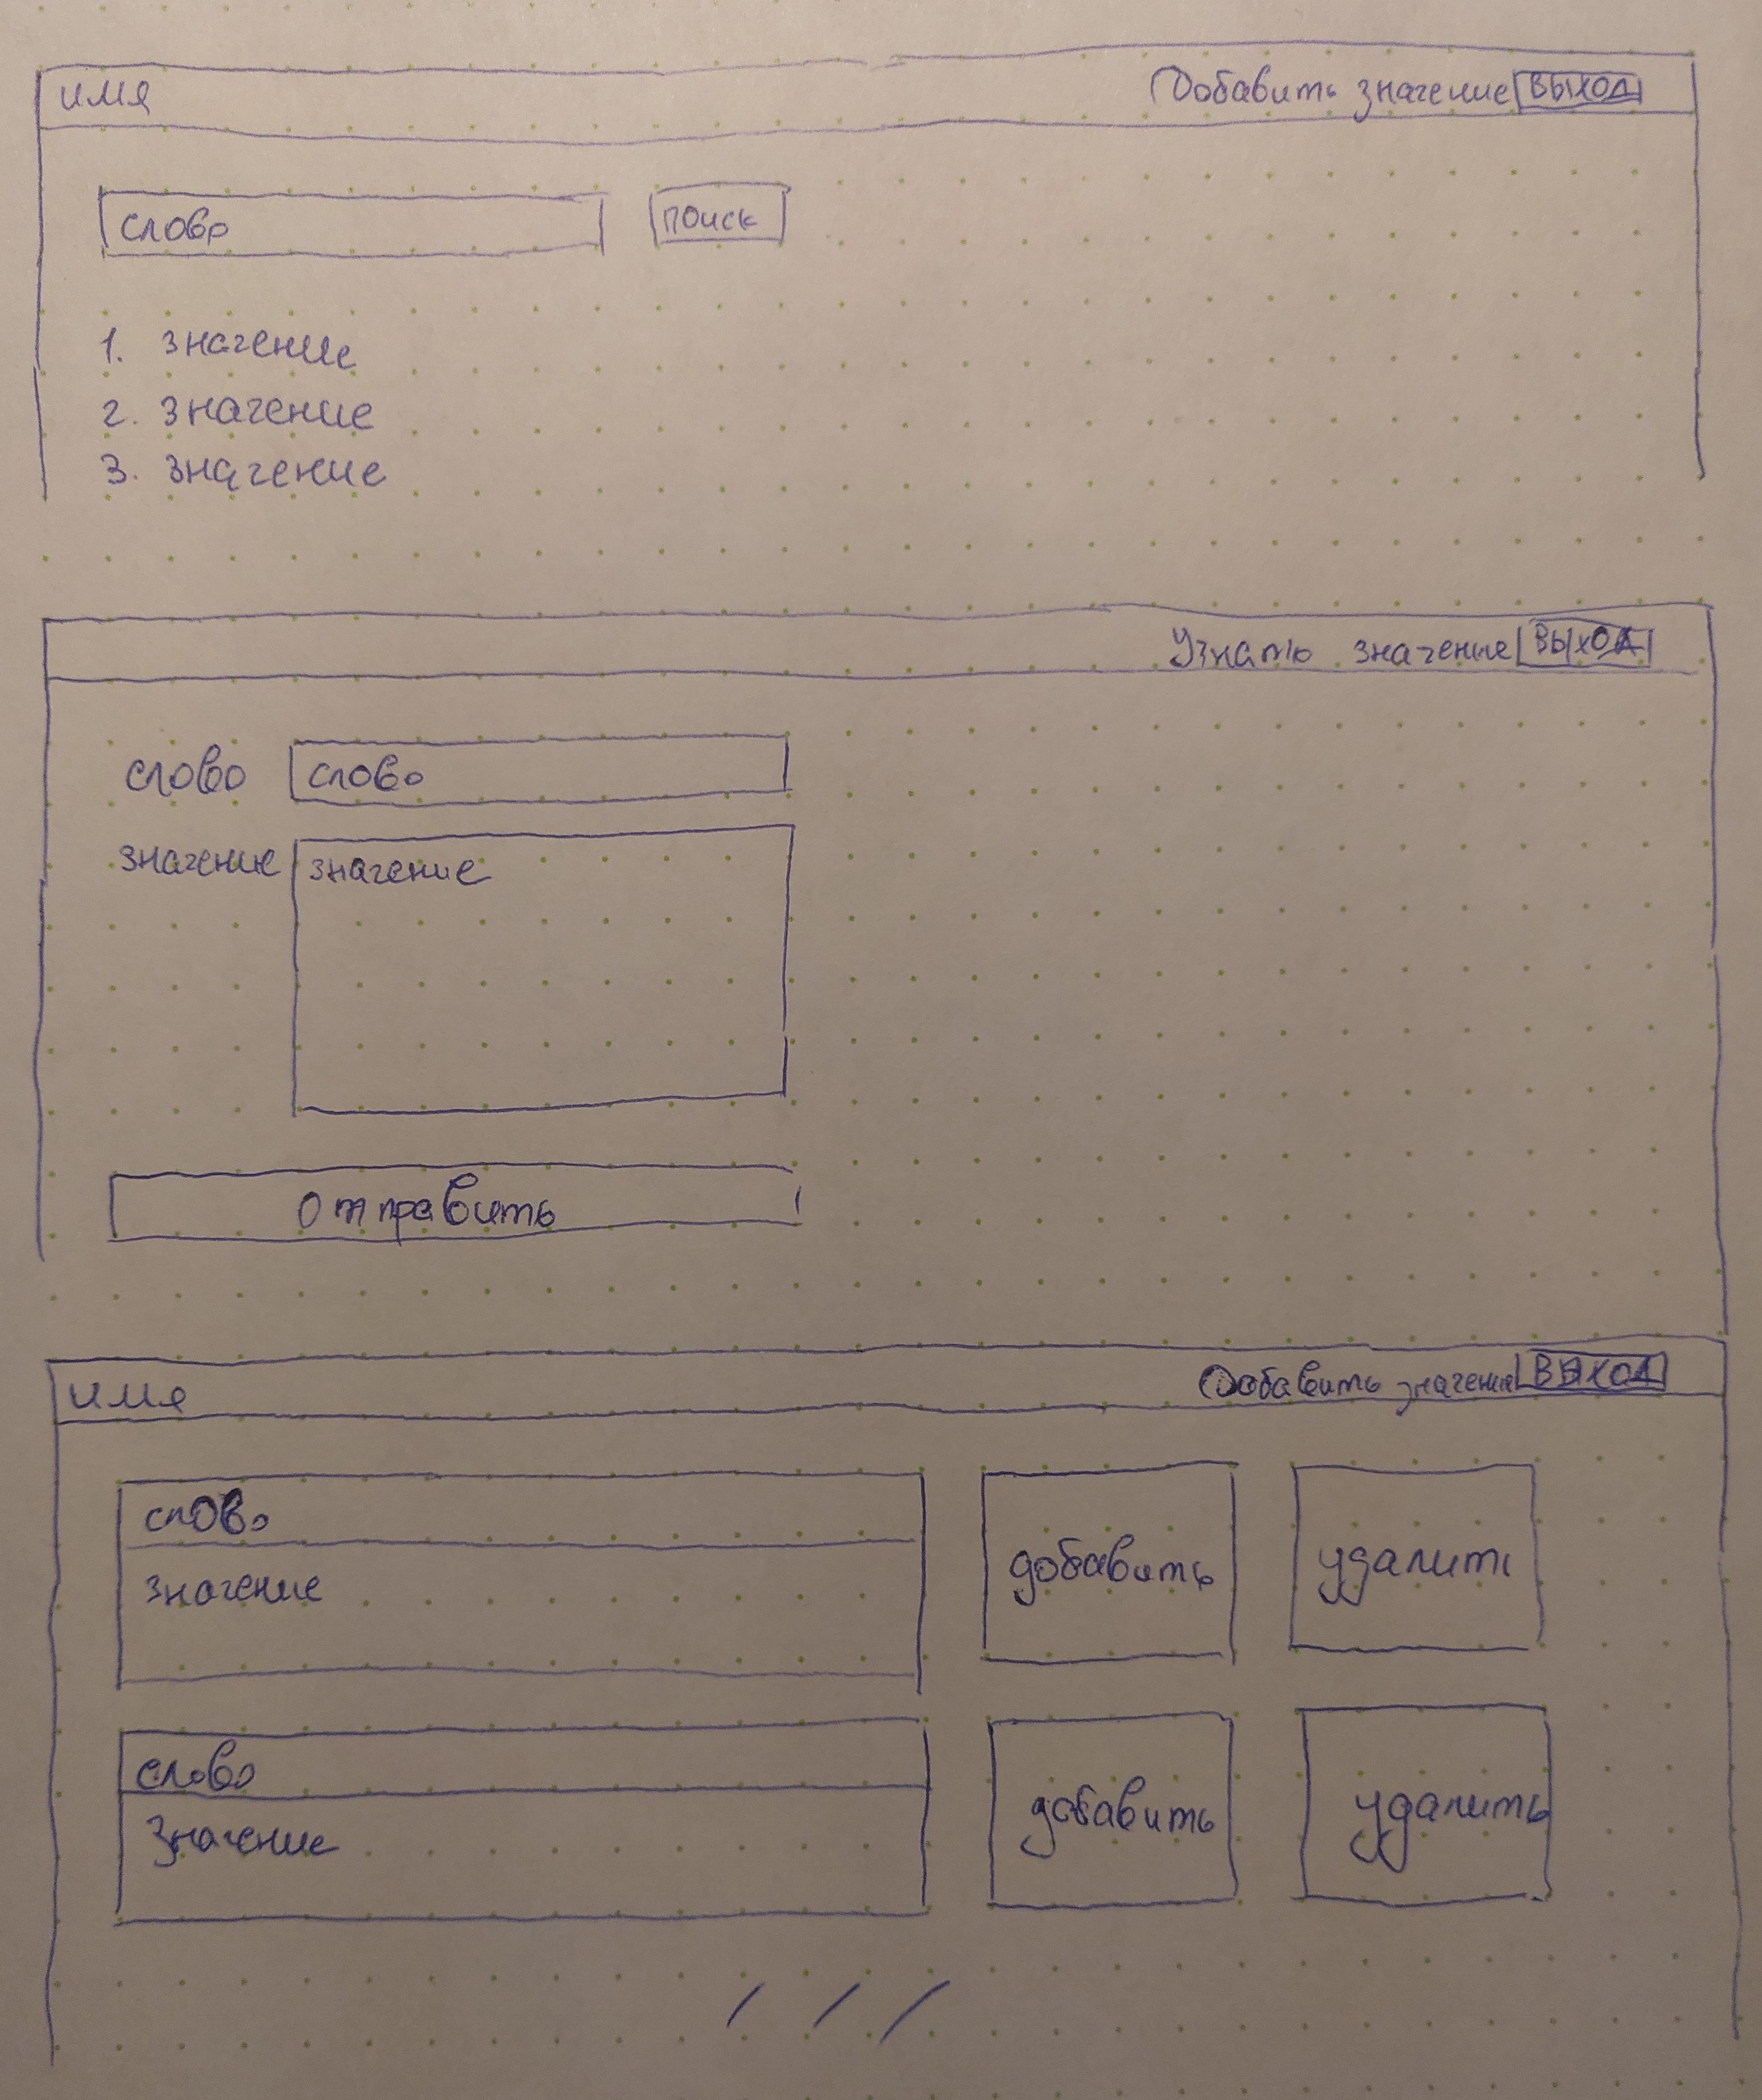 имя Добавить значение ВЫХОД
слово поиск
1. значение
2. значение
3. значение
Узнать значение ВЫХОД
слово слово
значение значение
отправить
имя Добавить значение ВЫХОД
слово
значение
добавить удалить
слово
Значение
добавить удалить